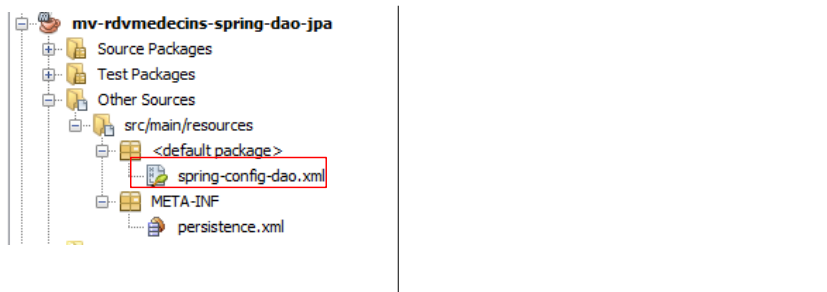 mv-rdvmedecins-spring-dao-jpa
Source Packages
Test Packages
Other Sources
src/main/resources
<default package>
spring-config-dao.xml
META-INF
persistence.xml